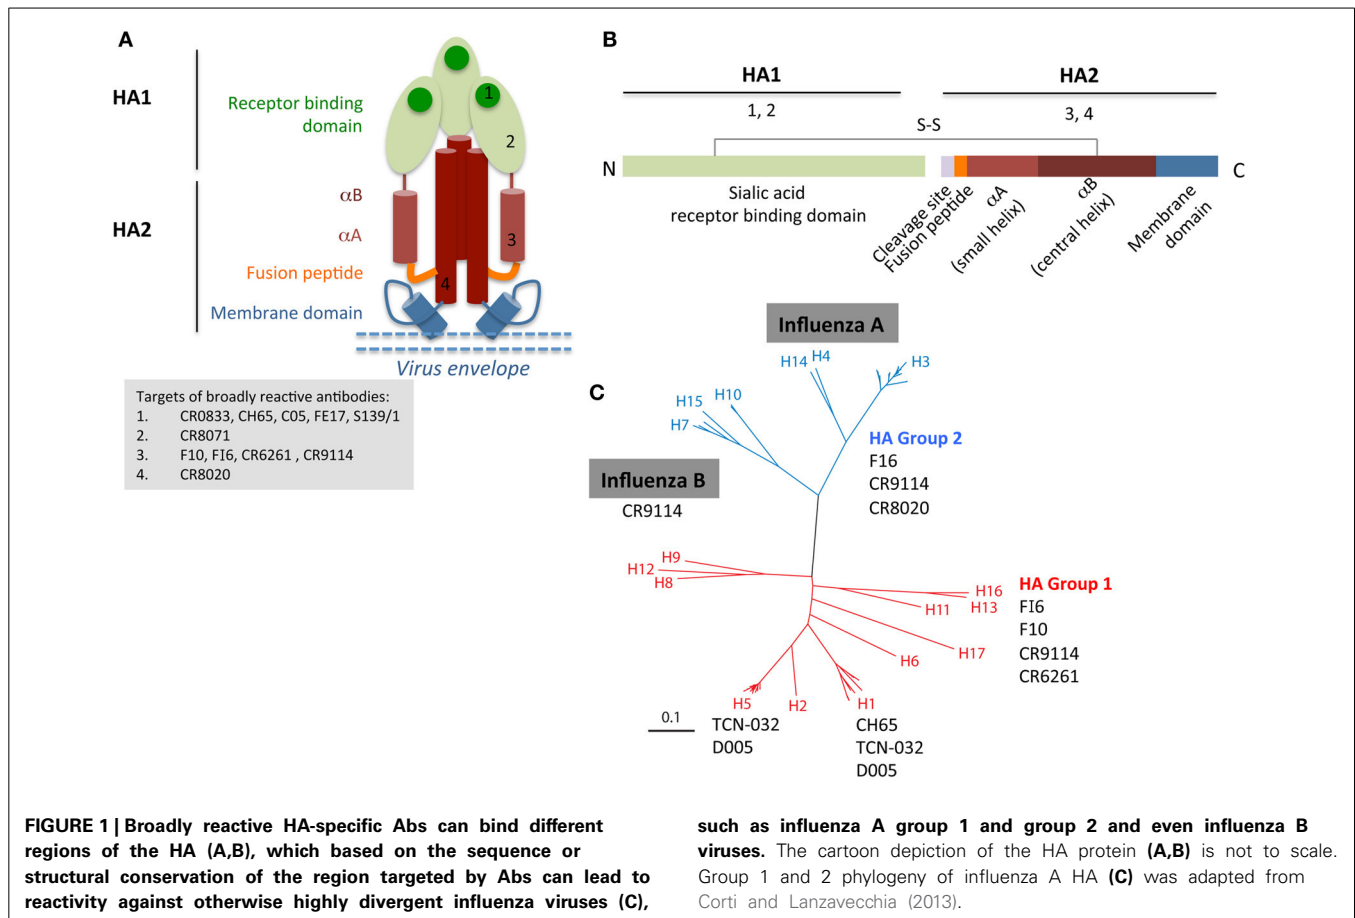 A
HA1
Receptor binding
domain
1
2
HA2
αB
αA
3
Fusion peptide
4
Membrane domain
Virus envelope
Targets of broadly reactive antibodies:
1. CR0833, CH65, C05, FE17, S139/1
2. CR8071
3. F10, FI6, CR6261 , CR9114
4. CR8020
B
HA1
HA2
1, 2
3, 4
S-S
N
C
Sialic acid
receptor binding domain
Cleavage site
Fusion peptide
αA
(small helix)
αB
(central helix)
Membrane
domain
C
Influenza A
H14
H4
H3
H15
H10
H7
HA Group 2
F16
CR9114
CR8020
Influenza B
CR9114
H9
H12
H8
HA Group 1
FI6
F10
CR9114
CR6261
H16
H13
H11
H17
H6
H5
H2
H1
0.1
TCN-032
D005
CH65
TCN-032
D005
FIGURE 1 | Broadly reactive HA-specific Abs can bind different
regions of the HA (A,B), which based on the sequence or
structural conservation of the region targeted by Abs can lead to
reactivity against otherwise highly divergent influenza viruses (C),
such as influenza A group 1 and group 2 and even influenza B
viruses. The cartoon depiction of the HA protein (A,B) is not to scale.
Group 1 and 2 phylogeny of influenza A HA (C) was adapted from
Corti and Lanzavecchia (2013).